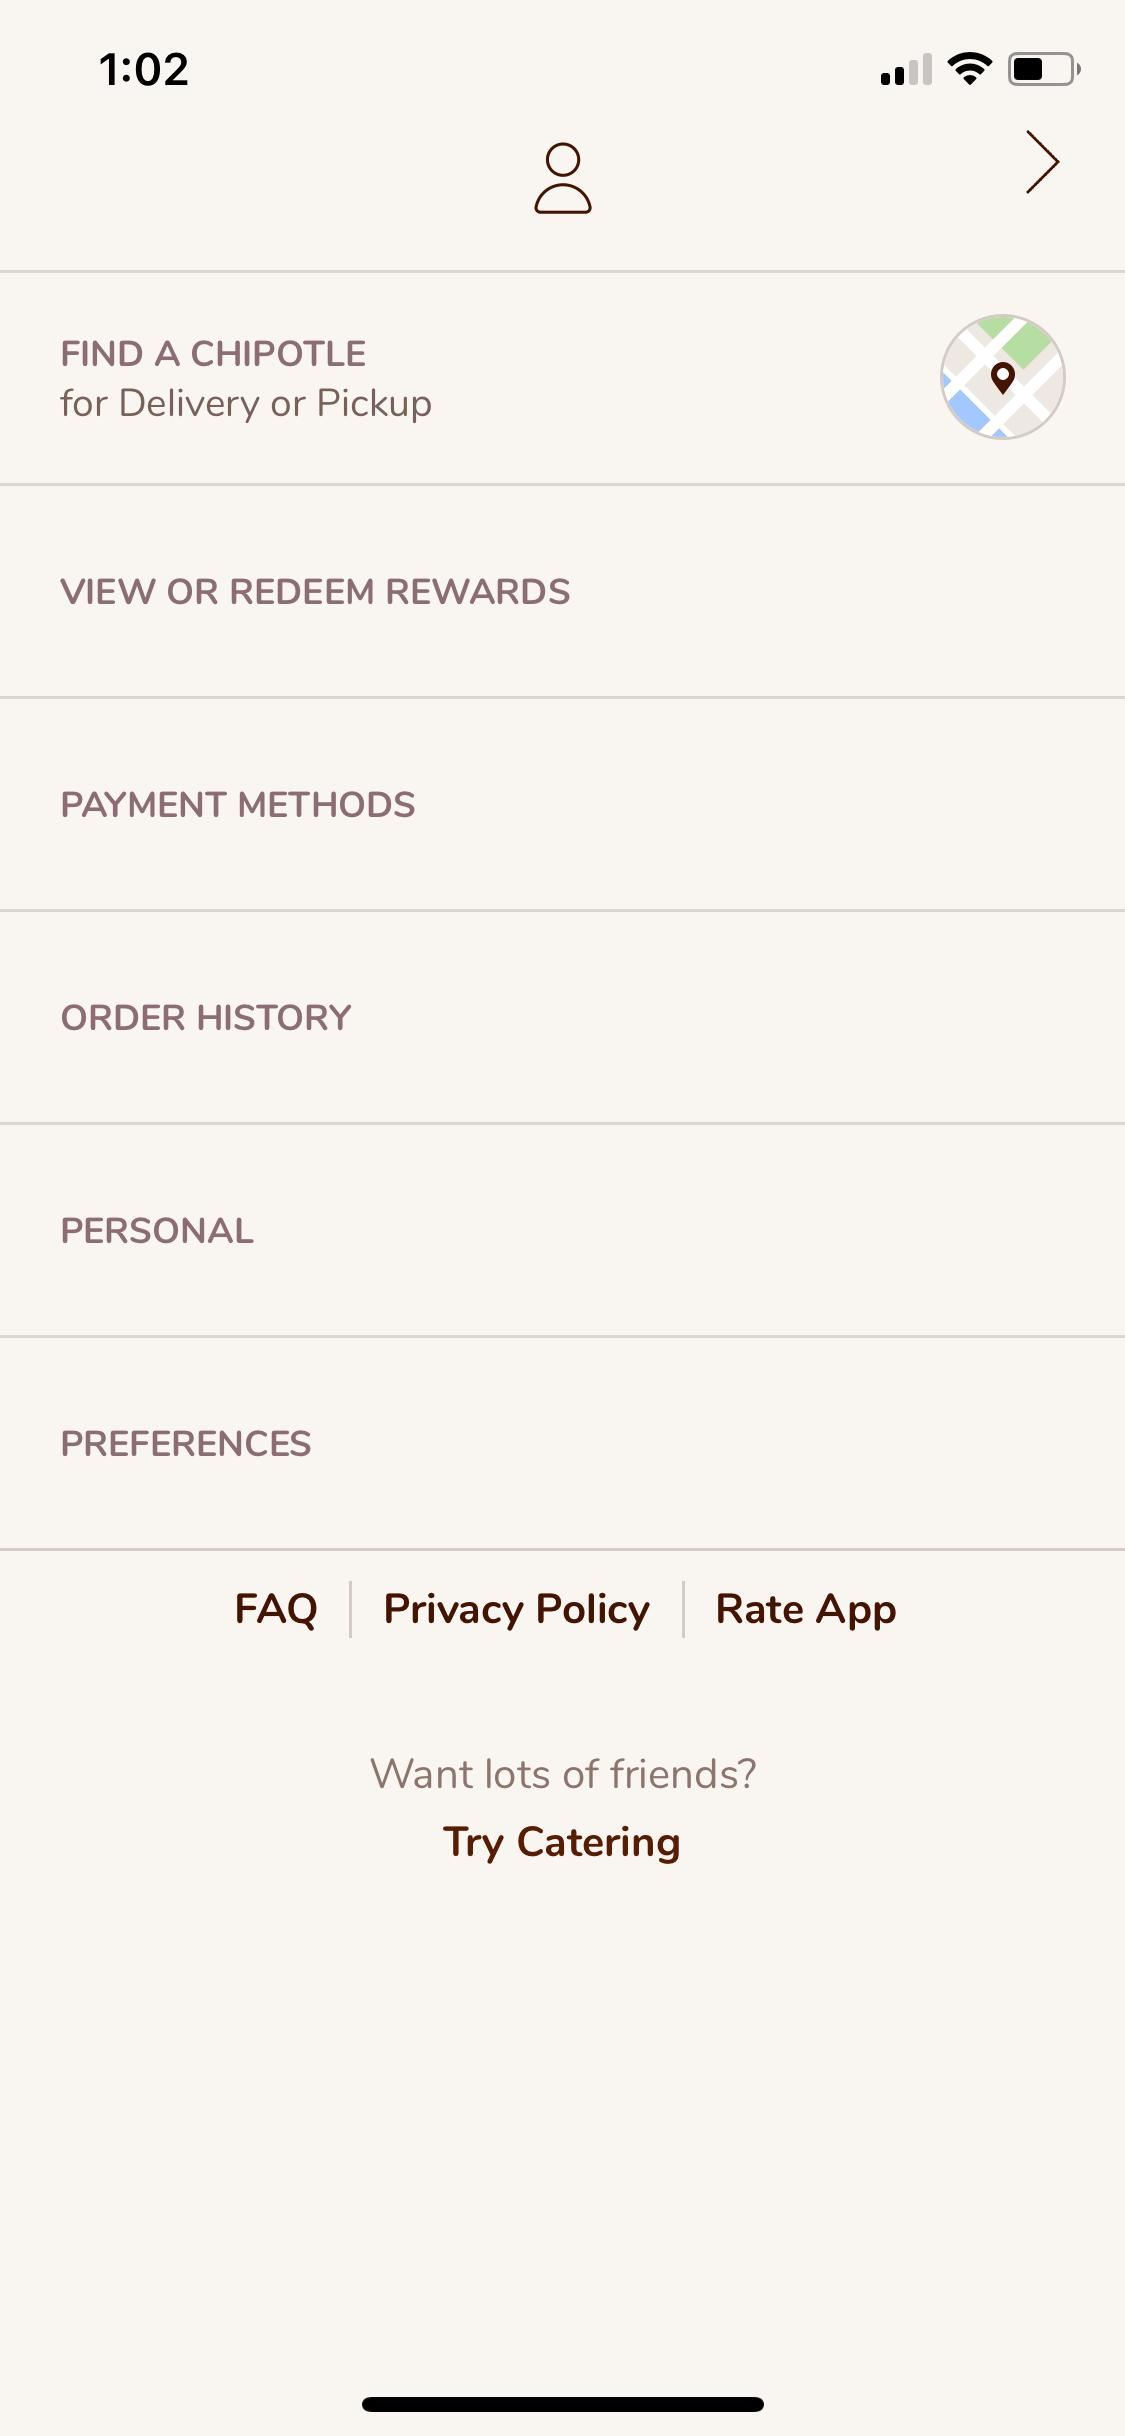 1:02
FIND A CHIPOTLE
for Delivery or Pickup
VIEW OR REDEEM REWARDS
PAYMENT METHODS
ORDER HISTORY
PERSONAL
PREFERENCES
FAQ Privacy Policy Rate App
Want lots of friends?
Try Catering